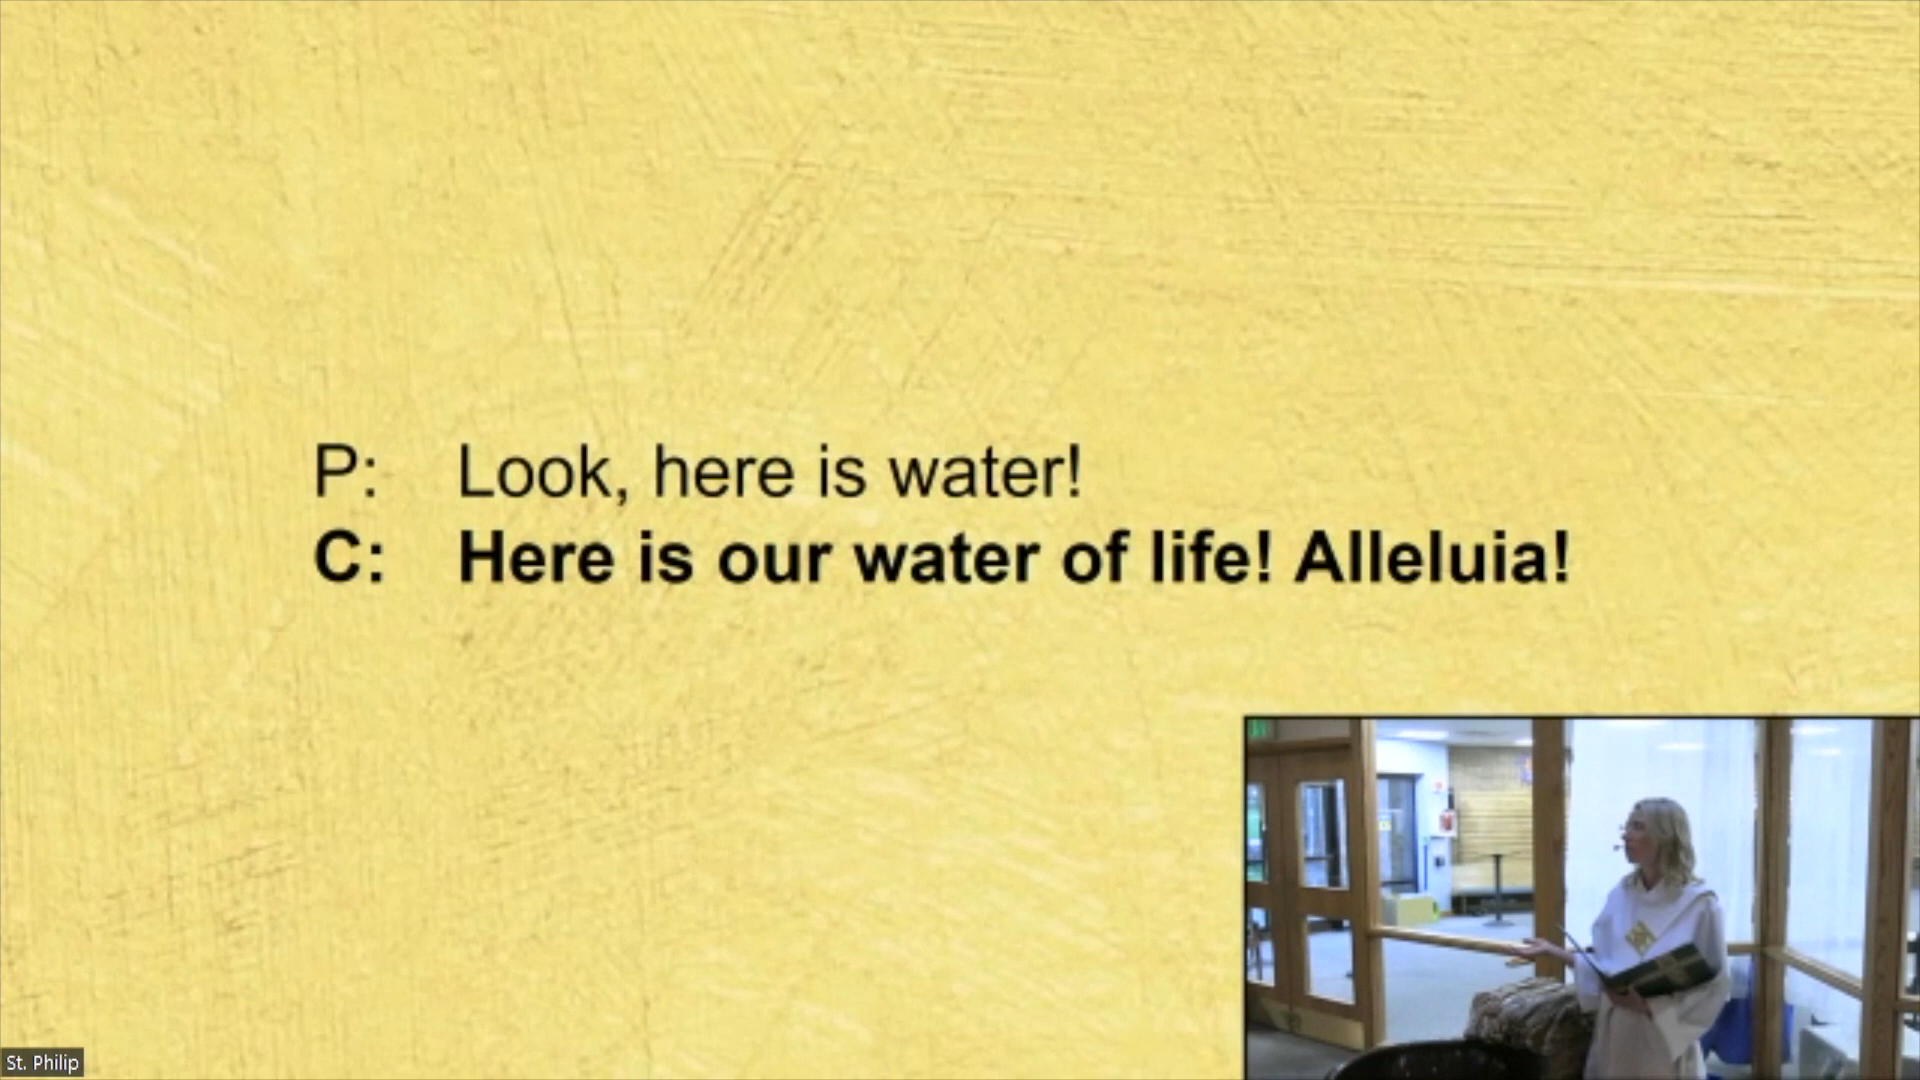 P: Look, here is water!
C: Here is our water of life! Alleluia!
St. Philip